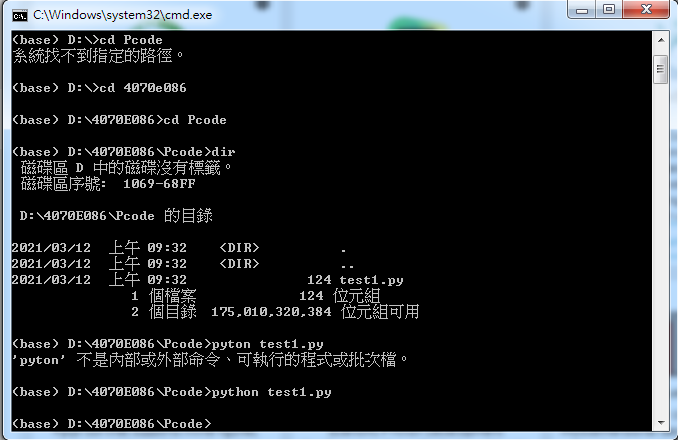 C:\Windows\system32\cmd.exe
(base) D:\>cd Pcode
系統找不到指定的路徑。
(base) D:\>cd 4070e086
(base) D:\4070E086>cd Pcode
(base) D:\4070E086\Pcode>dir
磁碟區 D 中的磁碟沒有標籤。
磁碟區序號:  1069-68FF
D:\4070E086\Pcode 的目錄
2021/03/12  上午 09:32    <DIR>          .
2021/03/12  上午 09:32    <DIR>          ..
2021/03/12  上午 09:32               124 test1.py
1 個檔案             124 位元組
2 個目錄  175,010,320,384 位元組可用
(base) D:\4070E086\Pcode>pyton test1.py
'pyton' 不是內部或外部命令、可執行的程式或批次檔。
(base) D:\4070E086\Pcode>python test1.py
(base) D:\4070E086\Pcode>